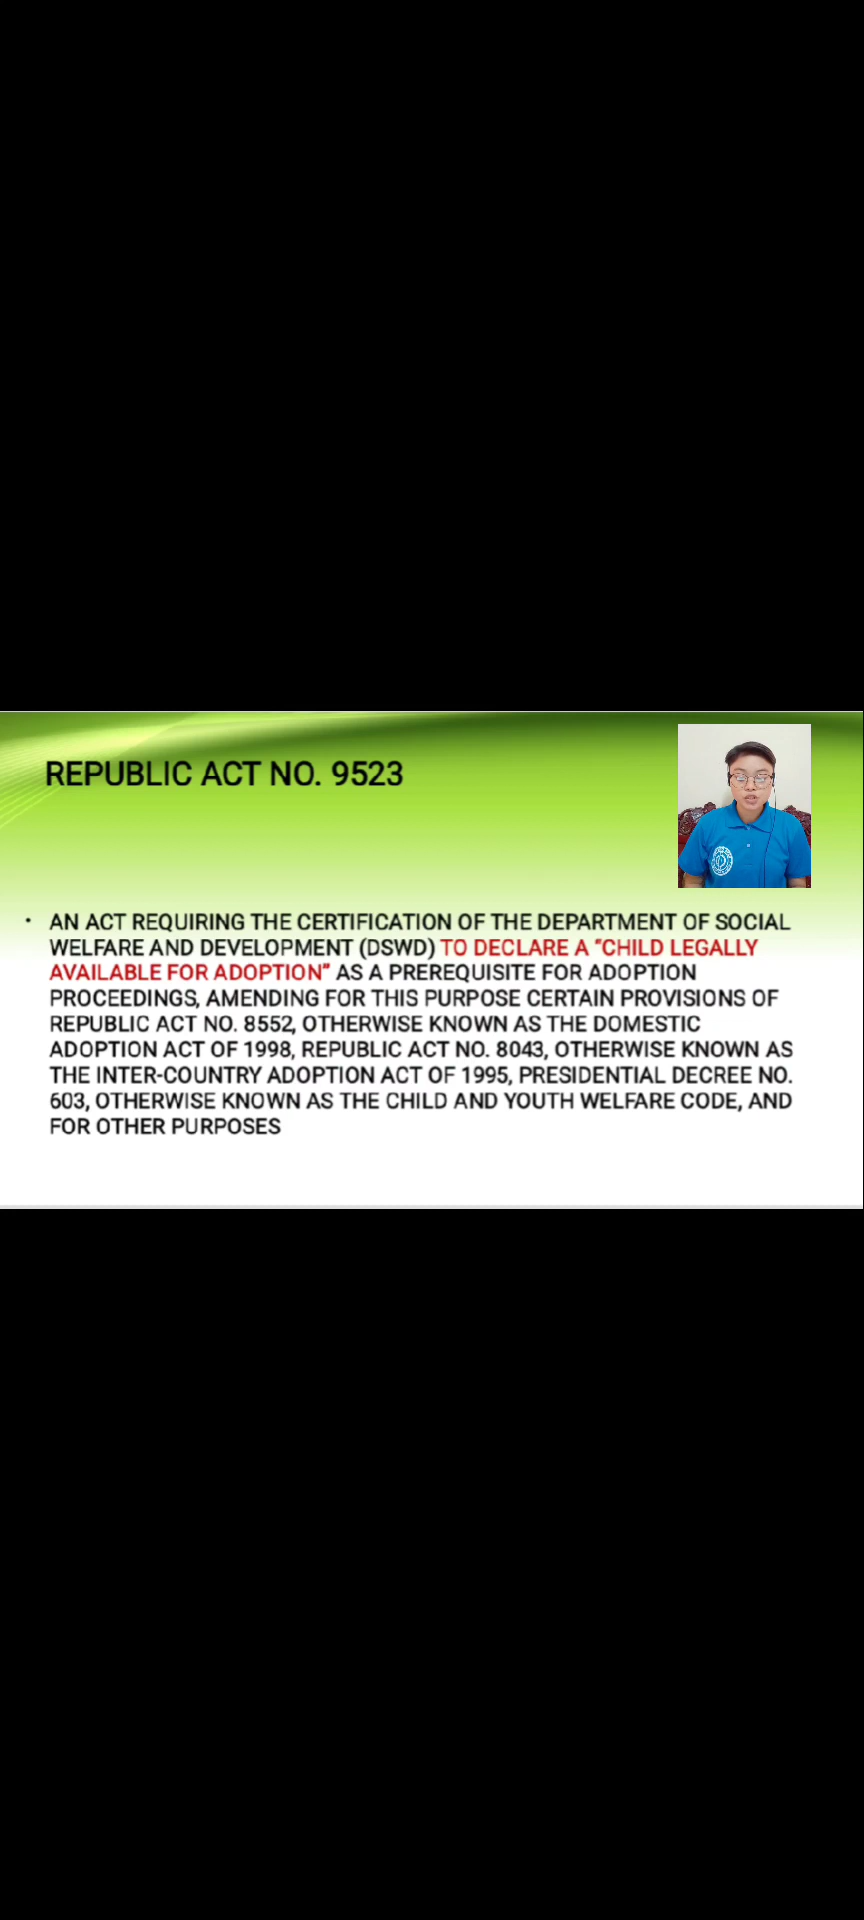 REPUBLIC ACT NO. 9523
• AN ACT REQUIRING THE CERTIFICATION OF THE DEPARTMENT OF SOCIAL
WELFARE AND DEVELOPMENT (DSWD) TO DECLARE A "CHILD LEGALLY
AVAILABLE FOR ADOPTION" AS A PREREQUISITE FOR ADOPTION
PROCEEDINGS, AMENDING FOR THIS PURPOSE CERTAIN PROVISIONS OF
REPUBLIC ACT NO. 8552, OTHERWISE KNOWN AS THE DOMESTIC
ADOPTION ACT OF 1998, REPUBLIC ACT NO. 8043, OTHERWISE KNOWN AS
THE INTER-COUNTRY ADOPTION ACT OF 1995, PRESIDENTIAL DECREE NO.
603, OTHERWISE KNOWN AS THE CHILD AND YOUTH WELFARE CODE, AND
FOR OTHER PURPOSES